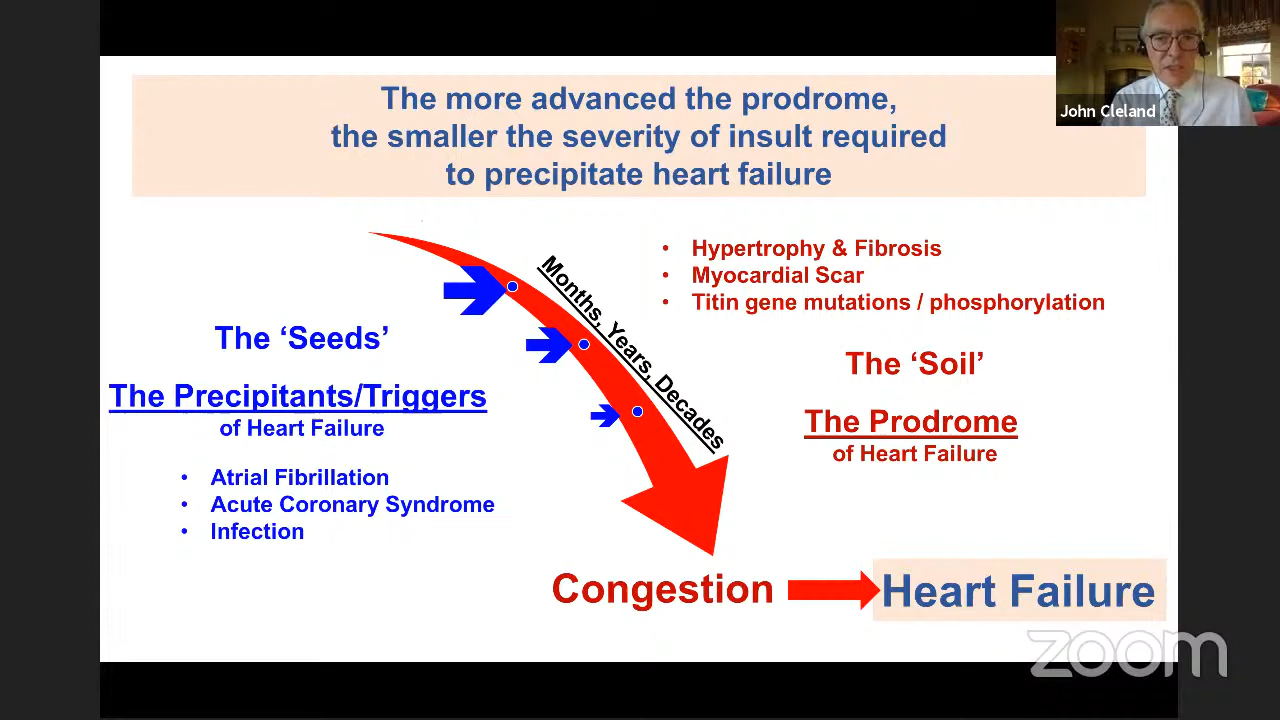 The more advanced the prodrome,
the smaller the severity of insult required
to precipitate heart failure
John Cleland
Months, Years, Decades
• Hypertrophy & Fibrosis
• Myocardial Scar
• Titin gene mutations / phosphorylation
The ‘Seeds’
The Precipitants/Triggers
of Heart Failure
• Atrial Fibrillation
• Acute Coronary Syndrome
• Infection
The ‘Soil’
The Prodrome
of Heart Failure
Congestion
Heart Failure
zoom